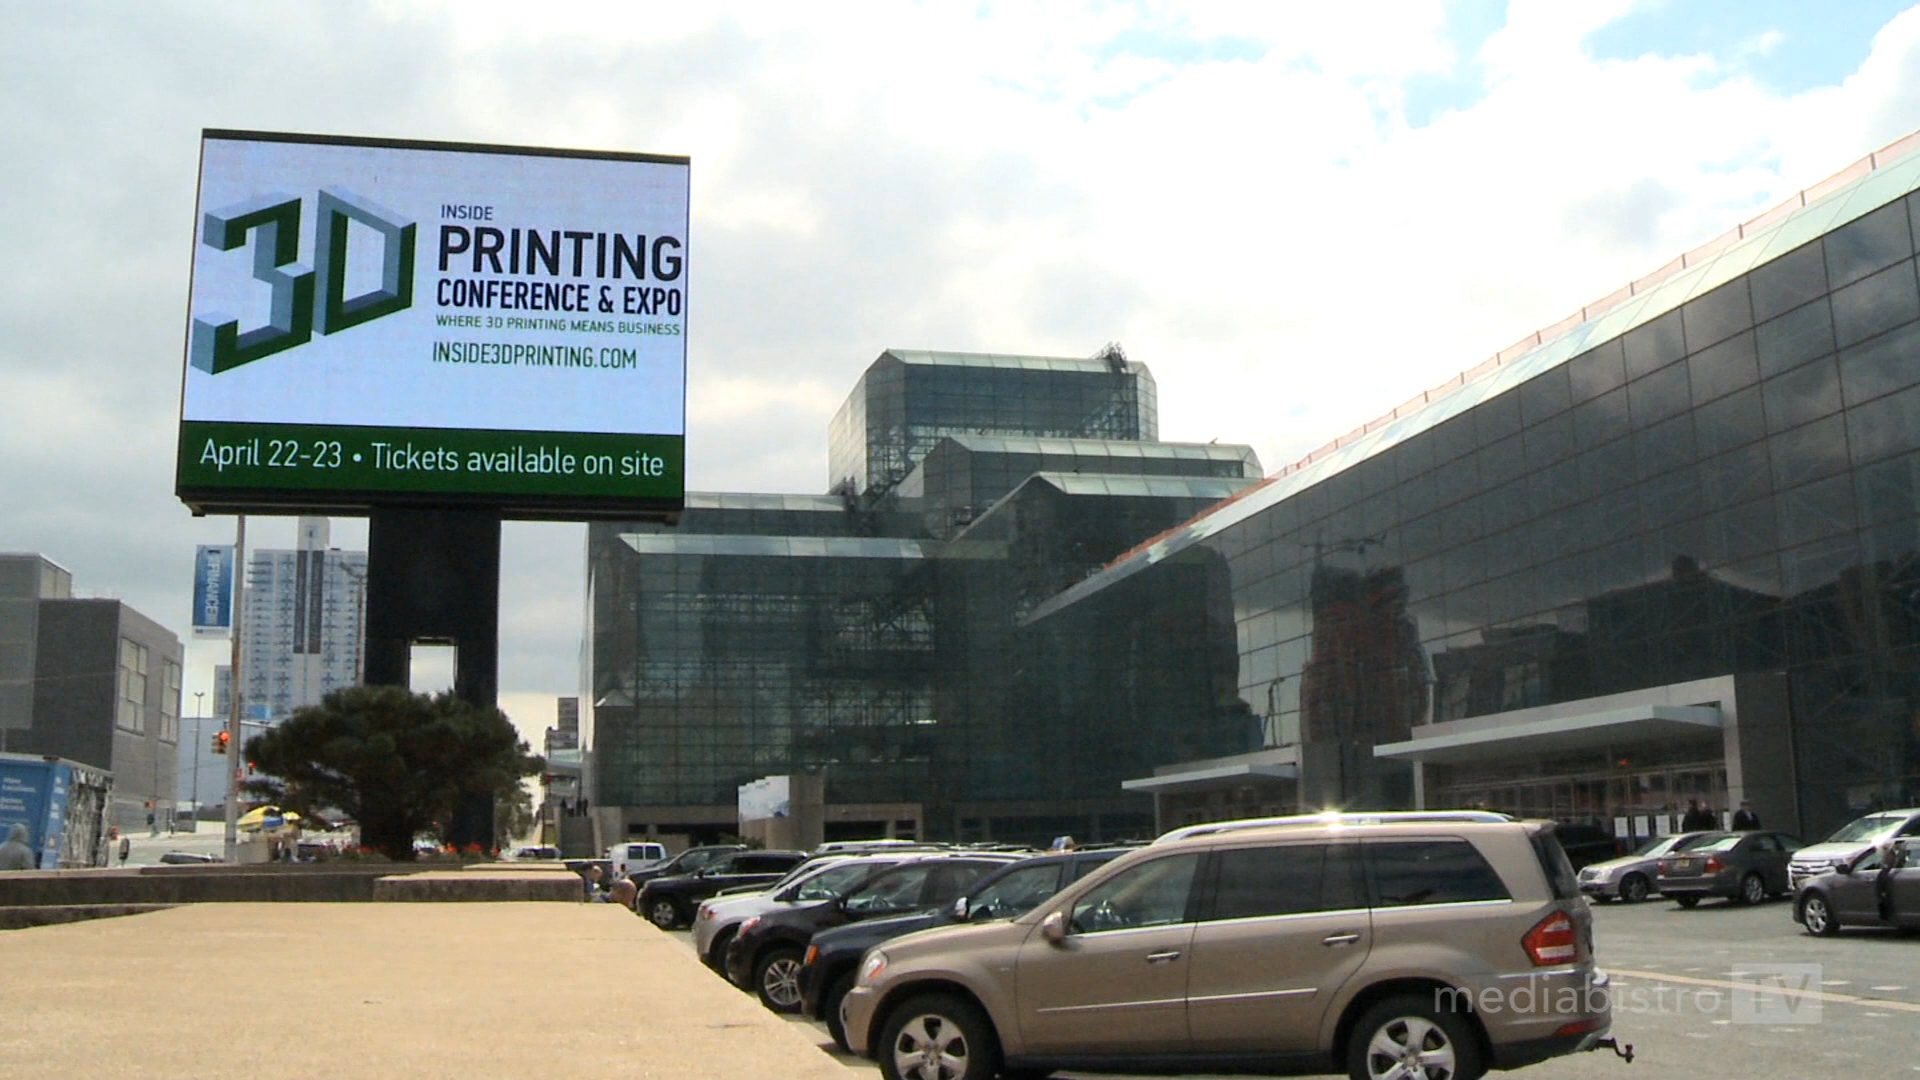 3D
INSIDE
PRINTING
CONFERENCE & EXPO
WHERE 3D PRINTING MEANS BUSINESS
INSIDE3DPRINTING.COM
April 22-23 • Tickets available on site
mediabistro TV